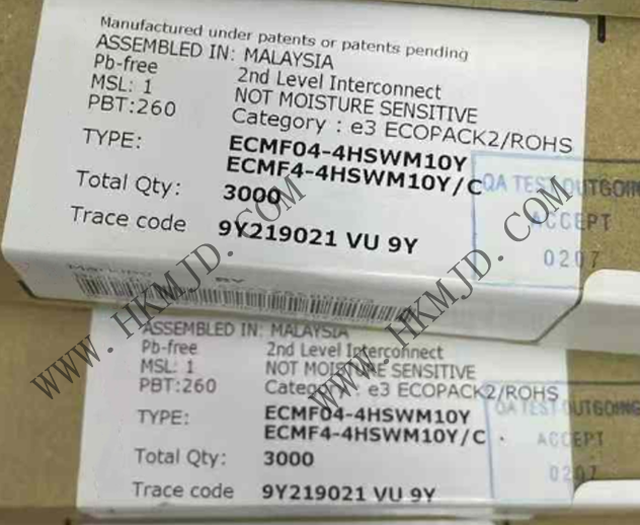 Manufactured under patents or patents pending
ASSEMBLED IN: MALAYSIA
Pb-free 2nd Level Interconnect
MSL: 1 NOT MOISTURE SENSITIVE
PBT:260 Category : e3 ECOPACK2/ROHS
TYPE: ECMF04-4HSWM10Y
ECMF4-4HSWM10Y/C
Total Qty: 3000
Trace code 9Y219021 VU 9Y
QA TEST OUTGOING
ACCEPT
0207
Marking BY
ASSEMBLED IN: MALAYSIA
Pb-free 2nd Level Interconnect
MSL: 1 NOT MOISTURE SENSITIVE
PBT:260 Category : e3 ECOPACK2/ROHS
TYPE: ECMF04-4HSWM10Y
ECMF4-4HSWM10Y/C
Total Qty: 3000
Trace code 9Y219021 VU 9Y
QA TEST OUTGOING
ACCEPT
0207
WWW.HKMJD.COM
WWW.HKMJD.COM